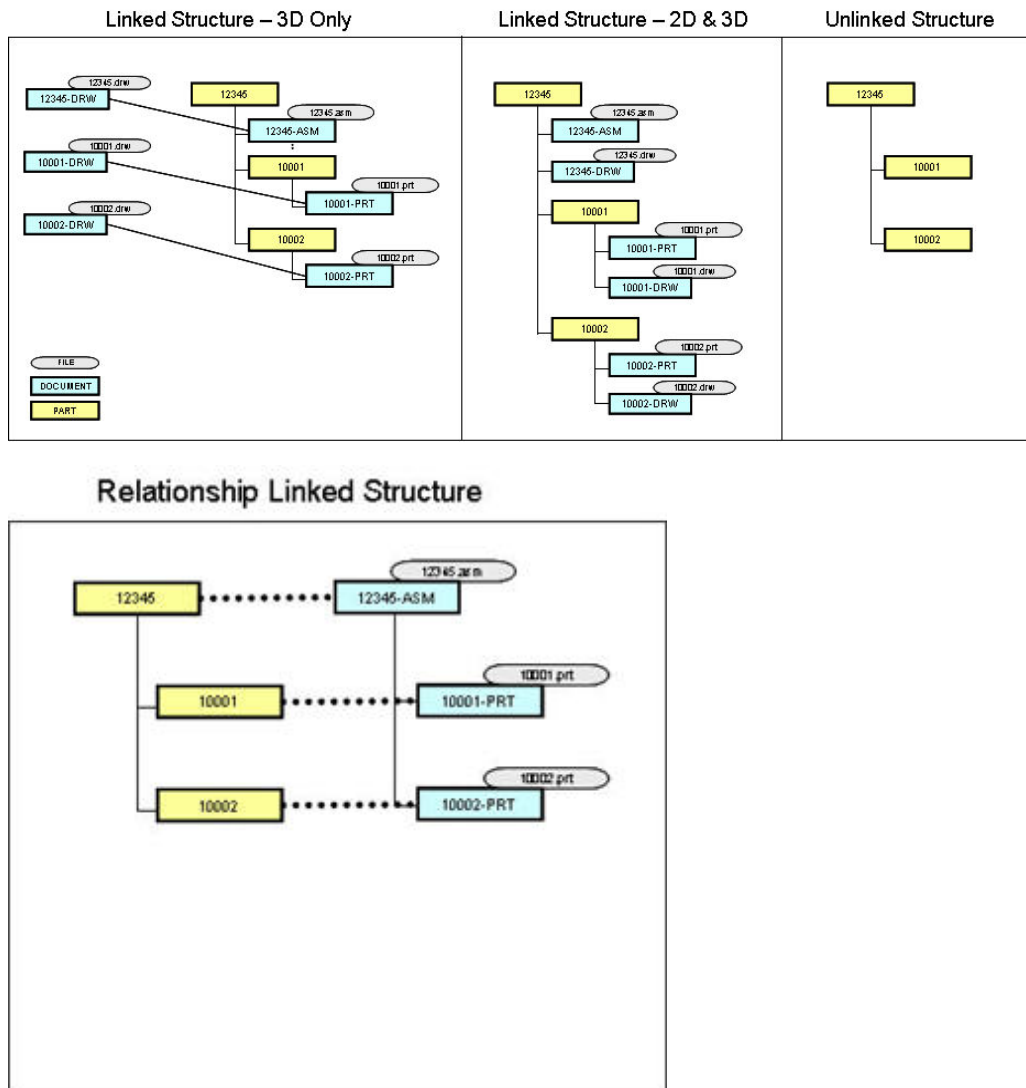 Linked Structure – 3D Only
12345.drw
12345-DRW
12345
12345.asm
12345-ASM
10001.drw
10001-DRW
10001
10001.prt
10001-PRT
10002.drw
10002-DRW
10002
10002.prt
10002-PRT
FILE
DOCUMENT
PART
Linked Structure – 2D & 3D
12345
12345.asm
12345-ASM
12345.drw
12345-DRW
10001
10001.prt
10001-PRT
10001.drw
10001-DRW
10002
10002.prt
10002-PRT
10002.drw
10002-DRW
Unlinked Structure
12345
10001
10002
Relationship Linked Structure
12345
12345.asm
12345-ASM
10001
10001.prt
10001-PRT
10002
10002.prt
10002-PRT